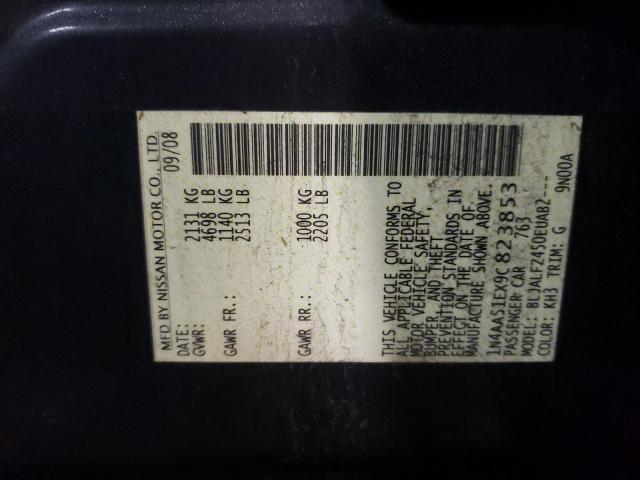 MFD BY NISSAN MOTOR CO., LTD.
DATE: 09/08
GVWR: 2131 KG
4698 LB
GAWR FR.: 1140 KG
2513 LB
GAWR RR.: 1000 KG
2205 LB
THIS VEHICLE CONFORMS TO
ALL APPLICABLE FEDERAL
MOTOR VEHICLE SAFETY,
BUMPER, AND THEFT
PREVENTION STANDARDS IN
EFFECT ON THE DATE OF
MANUFACTURE SHOWN ABOVE.
1N4AA51EX9C823853
PASSENGER CAR 763
MODEL: BLJALFZ450EUAB2---
COLOR: KH3 TRIM: G 9N00A